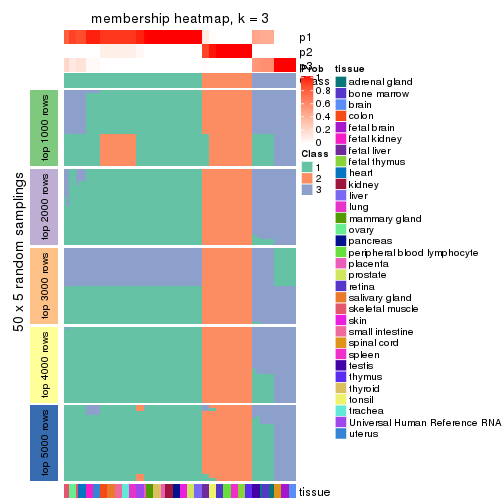 membership heatmap, k = 3
p1
p2
p3
Class
50 x 5 random samplings
top 1000 rows
top 2000 rows
top 3000 rows
top 4000 rows
top 5000 rows
tissue
Prob
1
0.8
0.6
0.4
0.2
0
Class
1
2
3
tissue
adrenal gland
bone marrow
brain
colon
fetal brain
fetal kidney
fetal liver
fetal thymus
heart
kidney
liver
lung
mammary gland
ovary
pancreas
peripheral blood lymphocyte
placenta
prostate
retina
salivary gland
skeletal muscle
skin
small intestine
spinal cord
spleen
testis
thymus
thyroid
tonsil
trachea
Universal Human Reference RNA
uterus